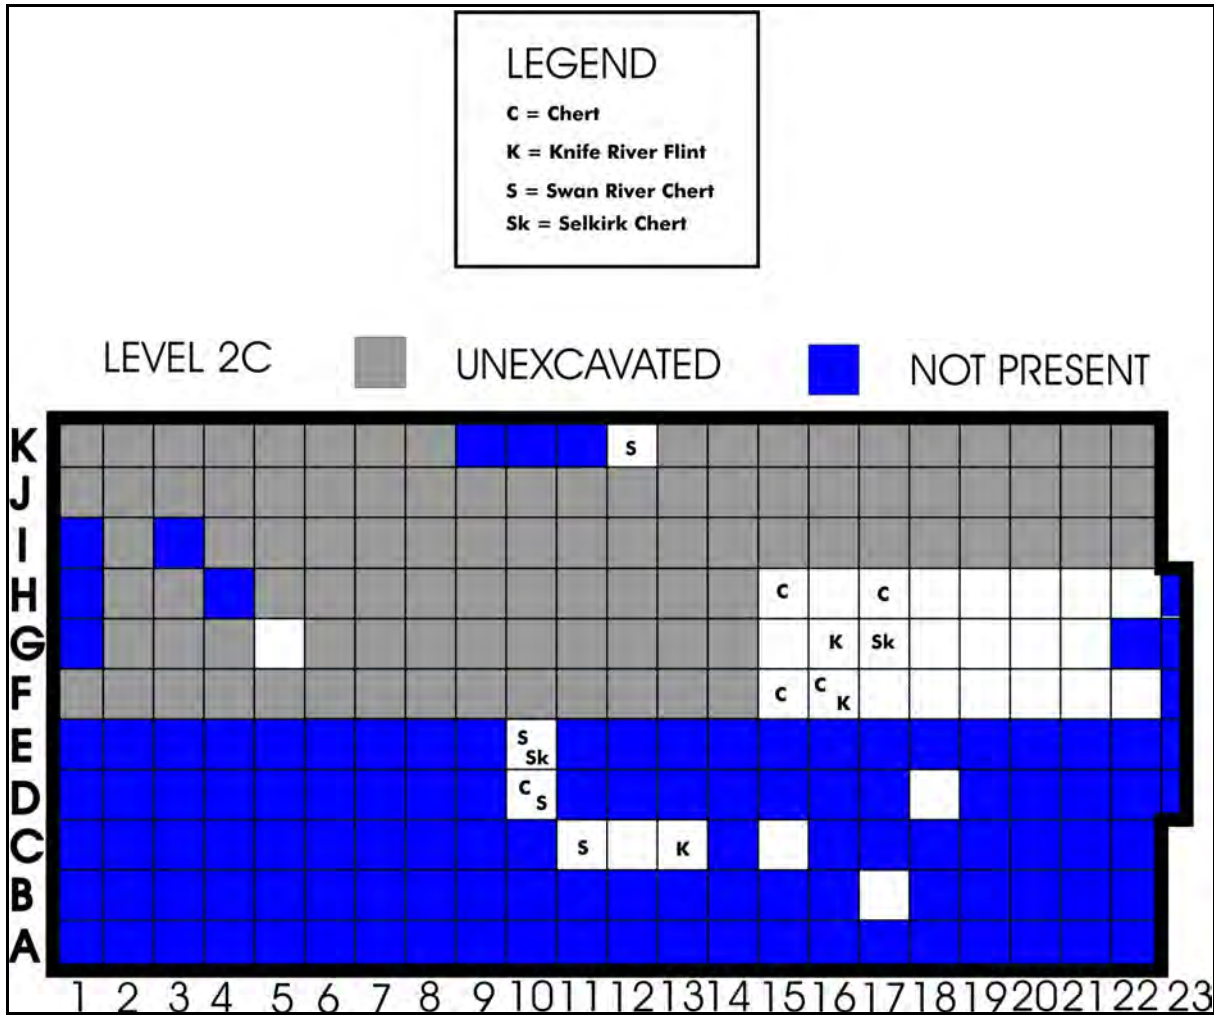 LEGEND
C = Chert
K = Knife River Flint
S = Swan River Chert
Sk = Selkirk Chert
LEVEL 2C UNEXCAVATED NOT PRESENT
K S
J
I
H C C
G K Sk
F C C K
E S Sk
D C S
C S K
B
A
1 2 3 4 5 6 7 8 9 10 11 12 13 14 15 16 17 18 19 20 21 22 23